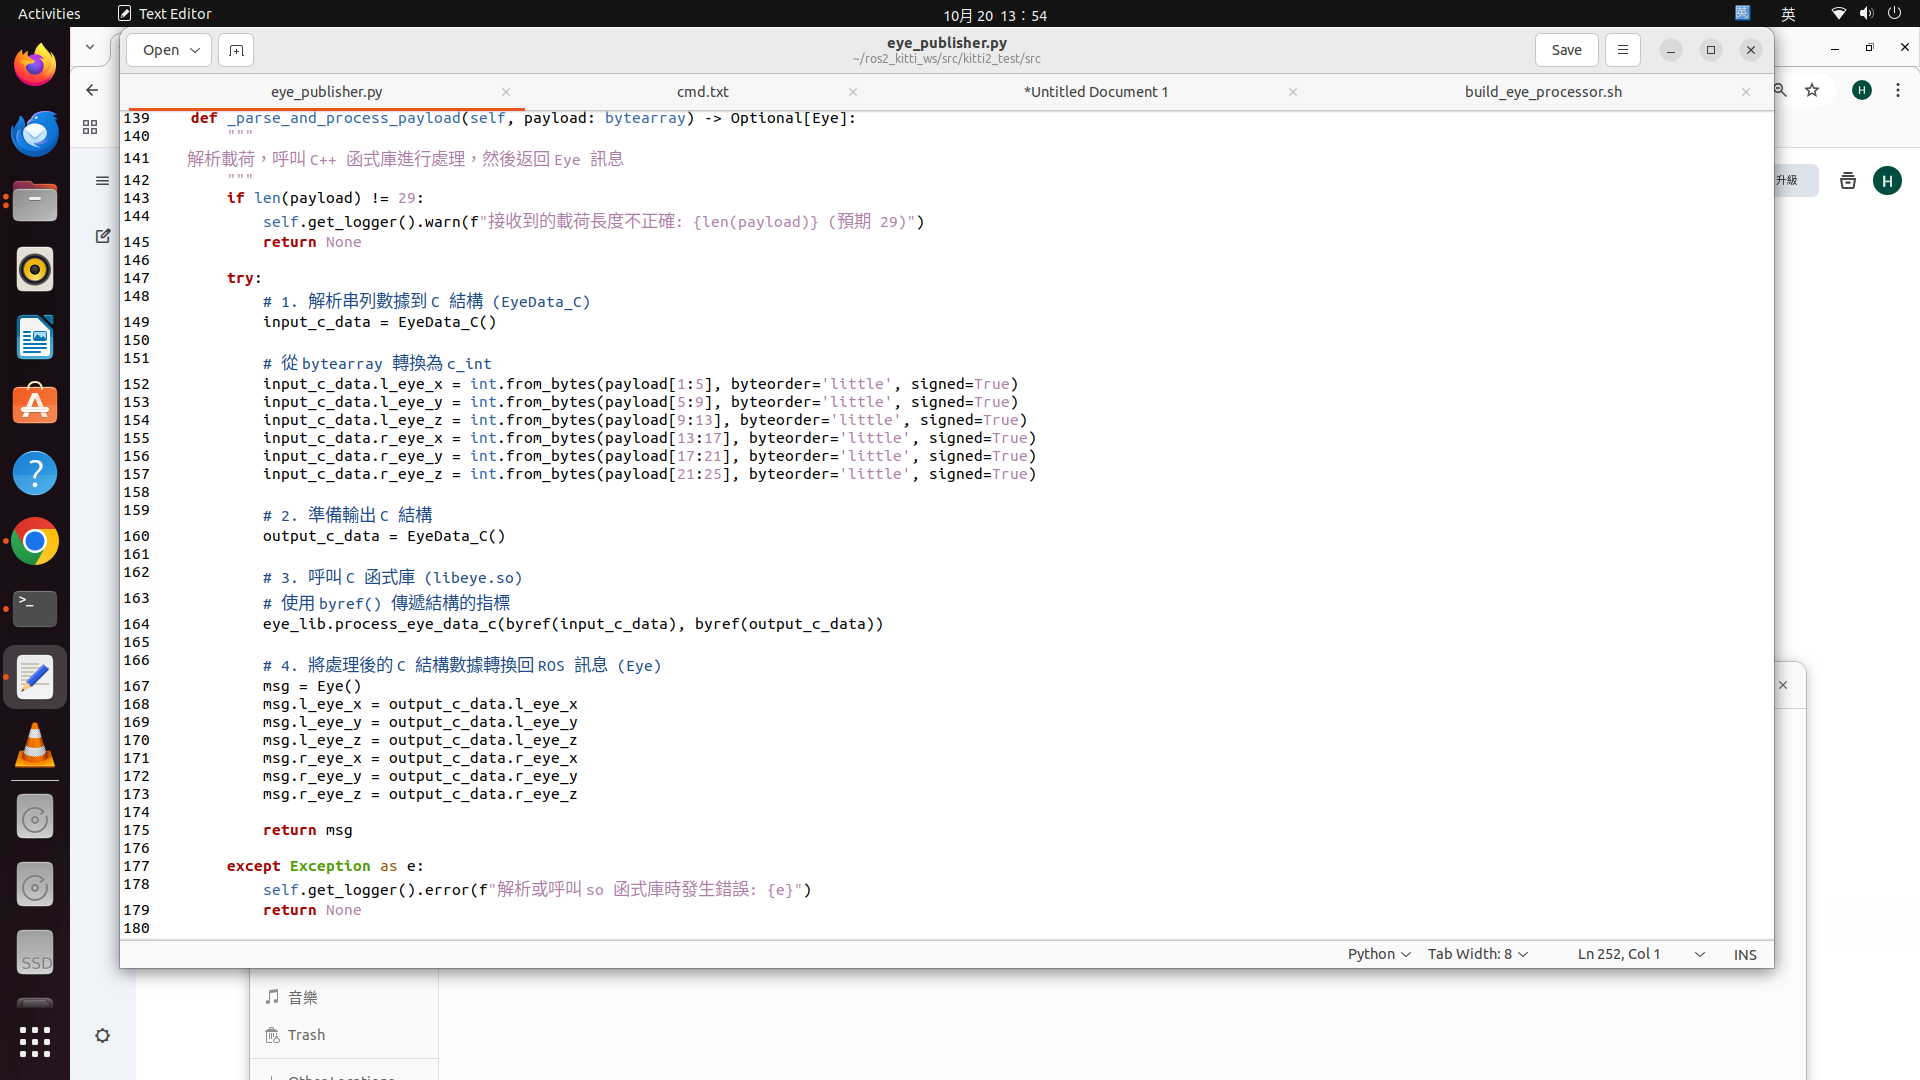 Activities
Text Editor
10月 20 13：54
英
英
Open
eye_publisher.py
~/ros2_kitti_ws/src/kitti2_test/src
Save
eye_publisher.py
cmd.txt
*Untitled Document 1
build_eye_processor.sh
139 def _parse_and_process_payload(self, payload: bytearray) -> Optional[Eye]:
140 """
141 解析載荷，呼叫 C++ 函式庫進行處理，然後返回 Eye 訊息
142 """
143 if len(payload) != 29:
144 self.get_logger().warn(f"接收到的載荷長度不正確: {len(payload)} (預期 29)")
145 return None
146
147 try:
148 # 1. 解析串列數據到 C 結構 (EyeData_C)
149 input_c_data = EyeData_C()
150
151 # 從 bytearray 轉換為 c_int
152 input_c_data.l_eye_x = int.from_bytes(payload[1:5], byteorder='little', signed=True)
153 input_c_data.l_eye_y = int.from_bytes(payload[5:9], byteorder='little', signed=True)
154 input_c_data.l_eye_z = int.from_bytes(payload[9:13], byteorder='little', signed=True)
155 input_c_data.r_eye_x = int.from_bytes(payload[13:17], byteorder='little', signed=True)
156 input_c_data.r_eye_y = int.from_bytes(payload[17:21], byteorder='little', signed=True)
157 input_c_data.r_eye_z = int.from_bytes(payload[21:25], byteorder='little', signed=True)
158
159 # 2. 準備輸出 C 結構
160 output_c_data = EyeData_C()
161
162 # 3. 呼叫 C 函式庫 (libeye.so)
163 # 使用 byref() 傳遞結構的指標
164 eye_lib.process_eye_data_c(byref(input_c_data), byref(output_c_data))
165
166 # 4. 將處理後的 C 結構數據轉換回 ROS 訊息 (Eye)
167 msg = Eye()
168 msg.l_eye_x = output_c_data.l_eye_x
169 msg.l_eye_y = output_c_data.l_eye_y
170 msg.l_eye_z = output_c_data.l_eye_z
171 msg.r_eye_x = output_c_data.r_eye_x
172 msg.r_eye_y = output_c_data.r_eye_y
173 msg.r_eye_z = output_c_data.r_eye_z
174
175 return msg
176
177 except Exception as e:
178 self.get_logger().error(f"解析或呼叫 so 函式庫時發生錯誤: {e}")
179 return None
180
Python
Tab Width: 8
Ln 252, Col 1
INS
升級
H
H
SSD
音樂
Trash
Other Locations